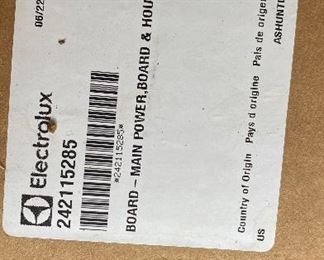 06/22
Electrolux
242115285
*242115285*
BOARD - MAIN POWER,BOARD & HOU
Country of Origin Pays d origine Pais de origen
US
ASHUNTO